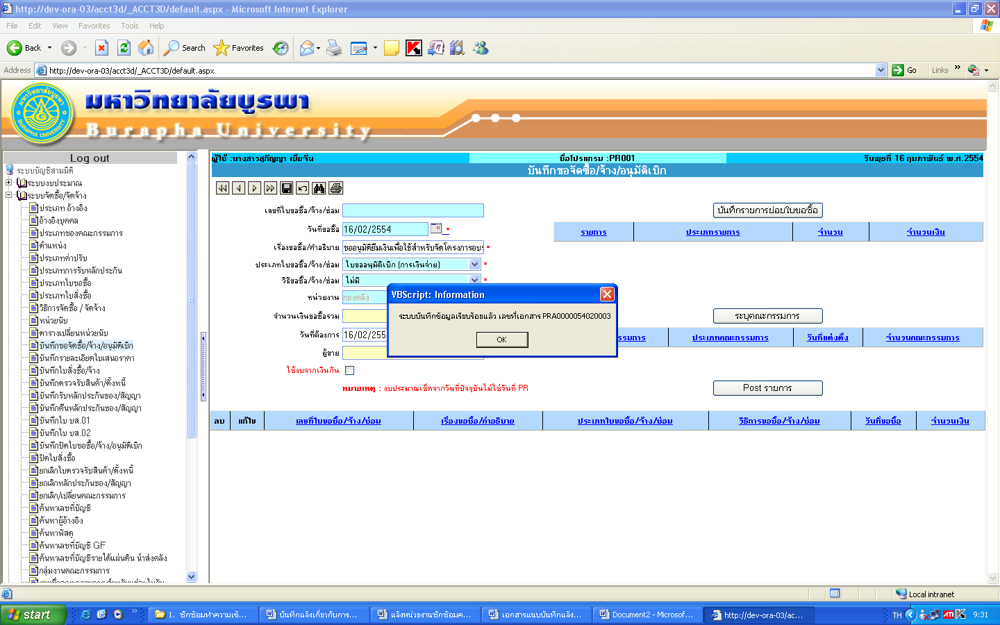 http://dev-ora-03/acct3d/_ACCT3D/default.aspx - Microsoft Internet Explorer
File Edit View Favorites Tools Help
Back Search Favorites
Address http://dev-ora-03/acct3d/_ACCT3D/default.aspx Go Links
มหาวิทยาลัยบูรพา
Burapha University
Log out
ระบบบัญชีสามมิติ
ระบบงบประมาณ
ระบบจัดซื้อ/จัดจ้าง
ประเภท อ้างอิง
อ้างอิงบุคคล
ประเภทของคณะกรรมการ
ตำแหน่ง
ประเภทค่าปรับ
ประเภทการรับหลักประกัน
ประเภทใบขอซื้อ
ประเภทใบสั่งซื้อ
วิธีการจัดซื้อ / จัดจ้าง
หน่วยนับ
ตารางเปลี่ยนหน่วยนับ
บันทึกขอจัดซื้อ/จ้าง/อนุมัติเบิก
บันทึกรายละเอียดใบเสนอราคา
บันทึกใบสั่งซื้อ/จ้าง
บันทึกตรวจรับสินค้า/ตั้งหนี้
บันทึกรับหลักประกันซอง/สัญญา
บันทึกคืนหลักประกันซอง/สัญญา
บันทึกใบ บส.01
บันทึกใบ บส.02
บันทึกปิดใบขอซื้อ/จ้าง/อนุมัติเบิก
ปิดใบสั่งซื้อ
ยกเลิกใบตรวจรับสินค้า/ตั้งหนี้
ยกเลิกหลักประกันซอง/สัญญา
ยกเลิก/เปลี่ยนคณะกรรมการ
ค้นหาเลขที่บัญชี
ค้นหาผู้อ้างอิง
ค้นหาพัสดุ
ค้นหาเลขที่บัญชี GF
ค้นหาเลขที่บัญชีรายได้แผ่นดิน นำส่งคลัง
กลุ่มงานคณะกรรมการ
ผู้ใช้ :นางสาวสุกัญญา เบี้ยจั่น ชื่อโปรแกรม :PR001 วันพุธที่ 16 กุมภาพันธ์ พ.ศ.2554
บันทึกขอจัดซื้อ/จ้าง/อนุมัติเบิก
เลขที่ใบขอซื้อ/จ้าง/ซ่อม
วันที่ขอซื้อ 16/02/2554 *
เรื่องขอซื้อ/คำอธิบาย ขออนุมัติยืมเงินเพื่อใช้สำหรับจัดโครงการอบร *
ประเภทใบขอซื้อ/จ้าง/ซ่อม ใบขออนุมัติเบิก (การเงินจ่าย) *
วิธีขอซื้อ/จ้าง/ซ่อม ไม่มี *
หน่วยงาน กองคลัง
จำนวนเงินขอซื้อรวม
วันที่ต้องการ 16/02/255
ผู้ขาย
ใช้งบจากเงินกัน
หมายเหตุ : งบประมาณเช็คจากวันที่ปัจจุบันไม่ใช่วันที่ PR
บันทึกรายการย่อยใบขอซื้อ
รายการ ประเภทรายการ จำนวน จำนวนเงิน
VBScript: Information
ระบบบันทึกข้อมูลเรียบร้อยแล้ว เลขที่เอกสาร PRA0000054020003
OK
ระบุคณะกรรมการ
รรมการ ประเภทคณะกรรมการ วันที่แต่งตั้ง จำนวนคณะกรรมการ
Post รายการ
ลบ แก้ไข เลขที่ใบขอซื้อ/จ้าง/ซ่อม เรื่องขอซื้อ/คำอธิบาย ประเภทใบขอซื้อ/จ้าง/ซ่อม วิธีการขอซื้อ/จ้าง/ซ่อม วันที่ขอซื้อ จำนวนเงิน
Local intranet
start 1. ซักซ้อมทำความเข้... บันทึกแจ้งเกี่ยวกับการ... แจ้งหน่วยงานซักซ้อมค... เอกสารแนบบันทึกแจ้ง... Document2 - Microsof... http://dev-ora-03/ac... TH 9:31